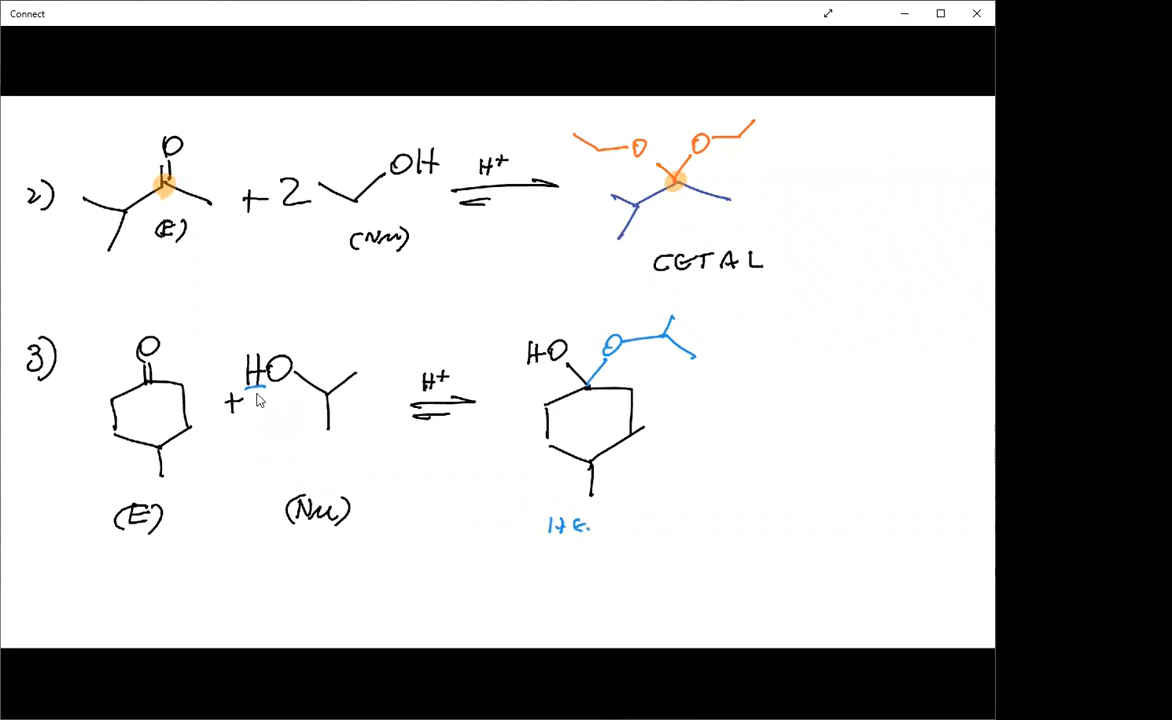 Connect
2)
O
(E)
+ 2
OH
(Nu)
H+
O
O
CETAL
3)
O
(E)
+
HO
(Nu)
H+
HO
O
HE.